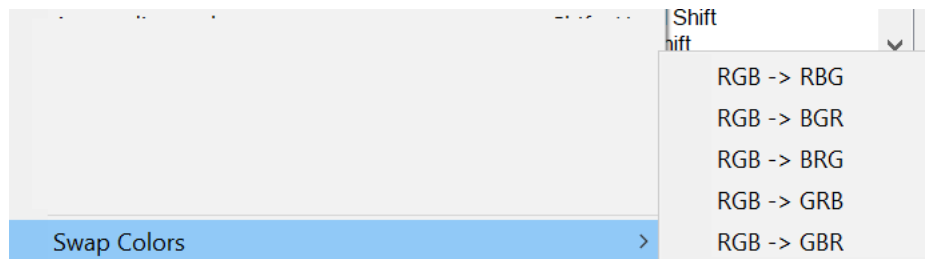 Shift
RGB -> RBG
RGB -> BGR
RGB -> BRG
RGB -> GRB
Swap Colors >
RGB -> GBR